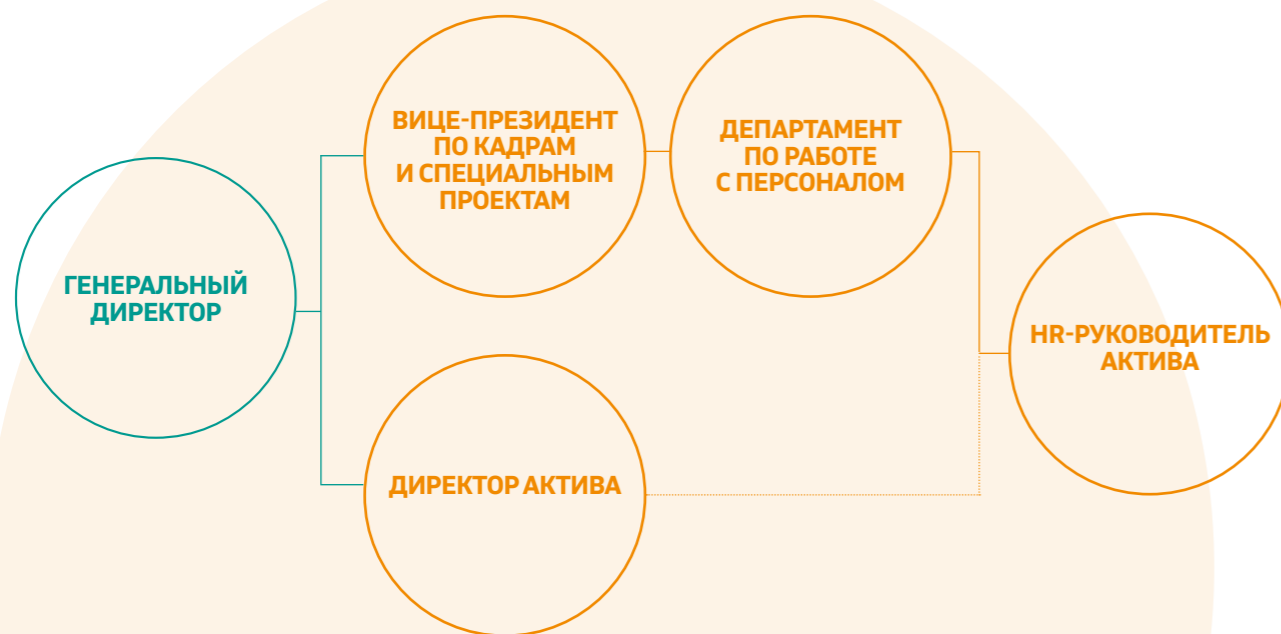 ВИЦЕ-ПРЕЗИДЕНТ
ПО КАДРАМ
И СПЕЦИАЛЬНЫМ
ПРОЕКТАМ
ДЕПАРТАМЕНТ
ПО РАБОТЕ
С ПЕРСОНАЛОМ
ГЕНЕРАЛЬНЫЙ
ДИРЕКТОР
HR-РУКОВОДИТЕЛЬ
АКТИВА
ДИРЕКТОР АКТИВА